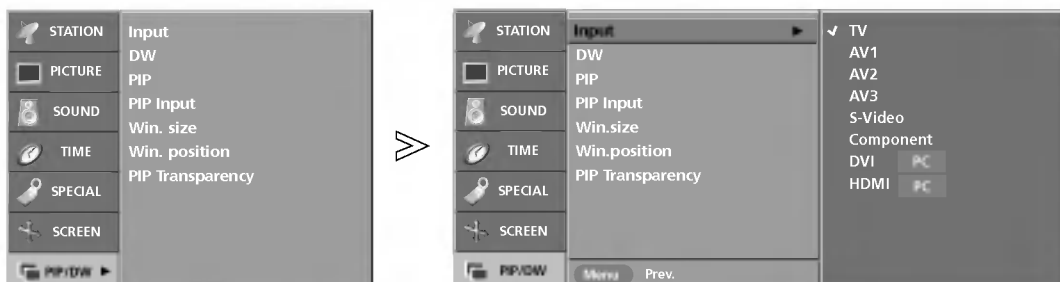 STATION
PICTURE
SOUND
TIME
SPECIAL
SCREEN
PIP/DW ►
Input
DW
PIP
PIP Input
Win. size
Win. position
PIP Transparency
STATION
PICTURE
SOUND
TIME
SPECIAL
SCREEN
PIP/DW
Input ►
DW
PIP
PIP Input
Win.size
Win.position
PIP Transparency
Menu Prev.
✓ TV
AV1
AV2
AV3
S-Video
Component
DVI PC
HDMI PC